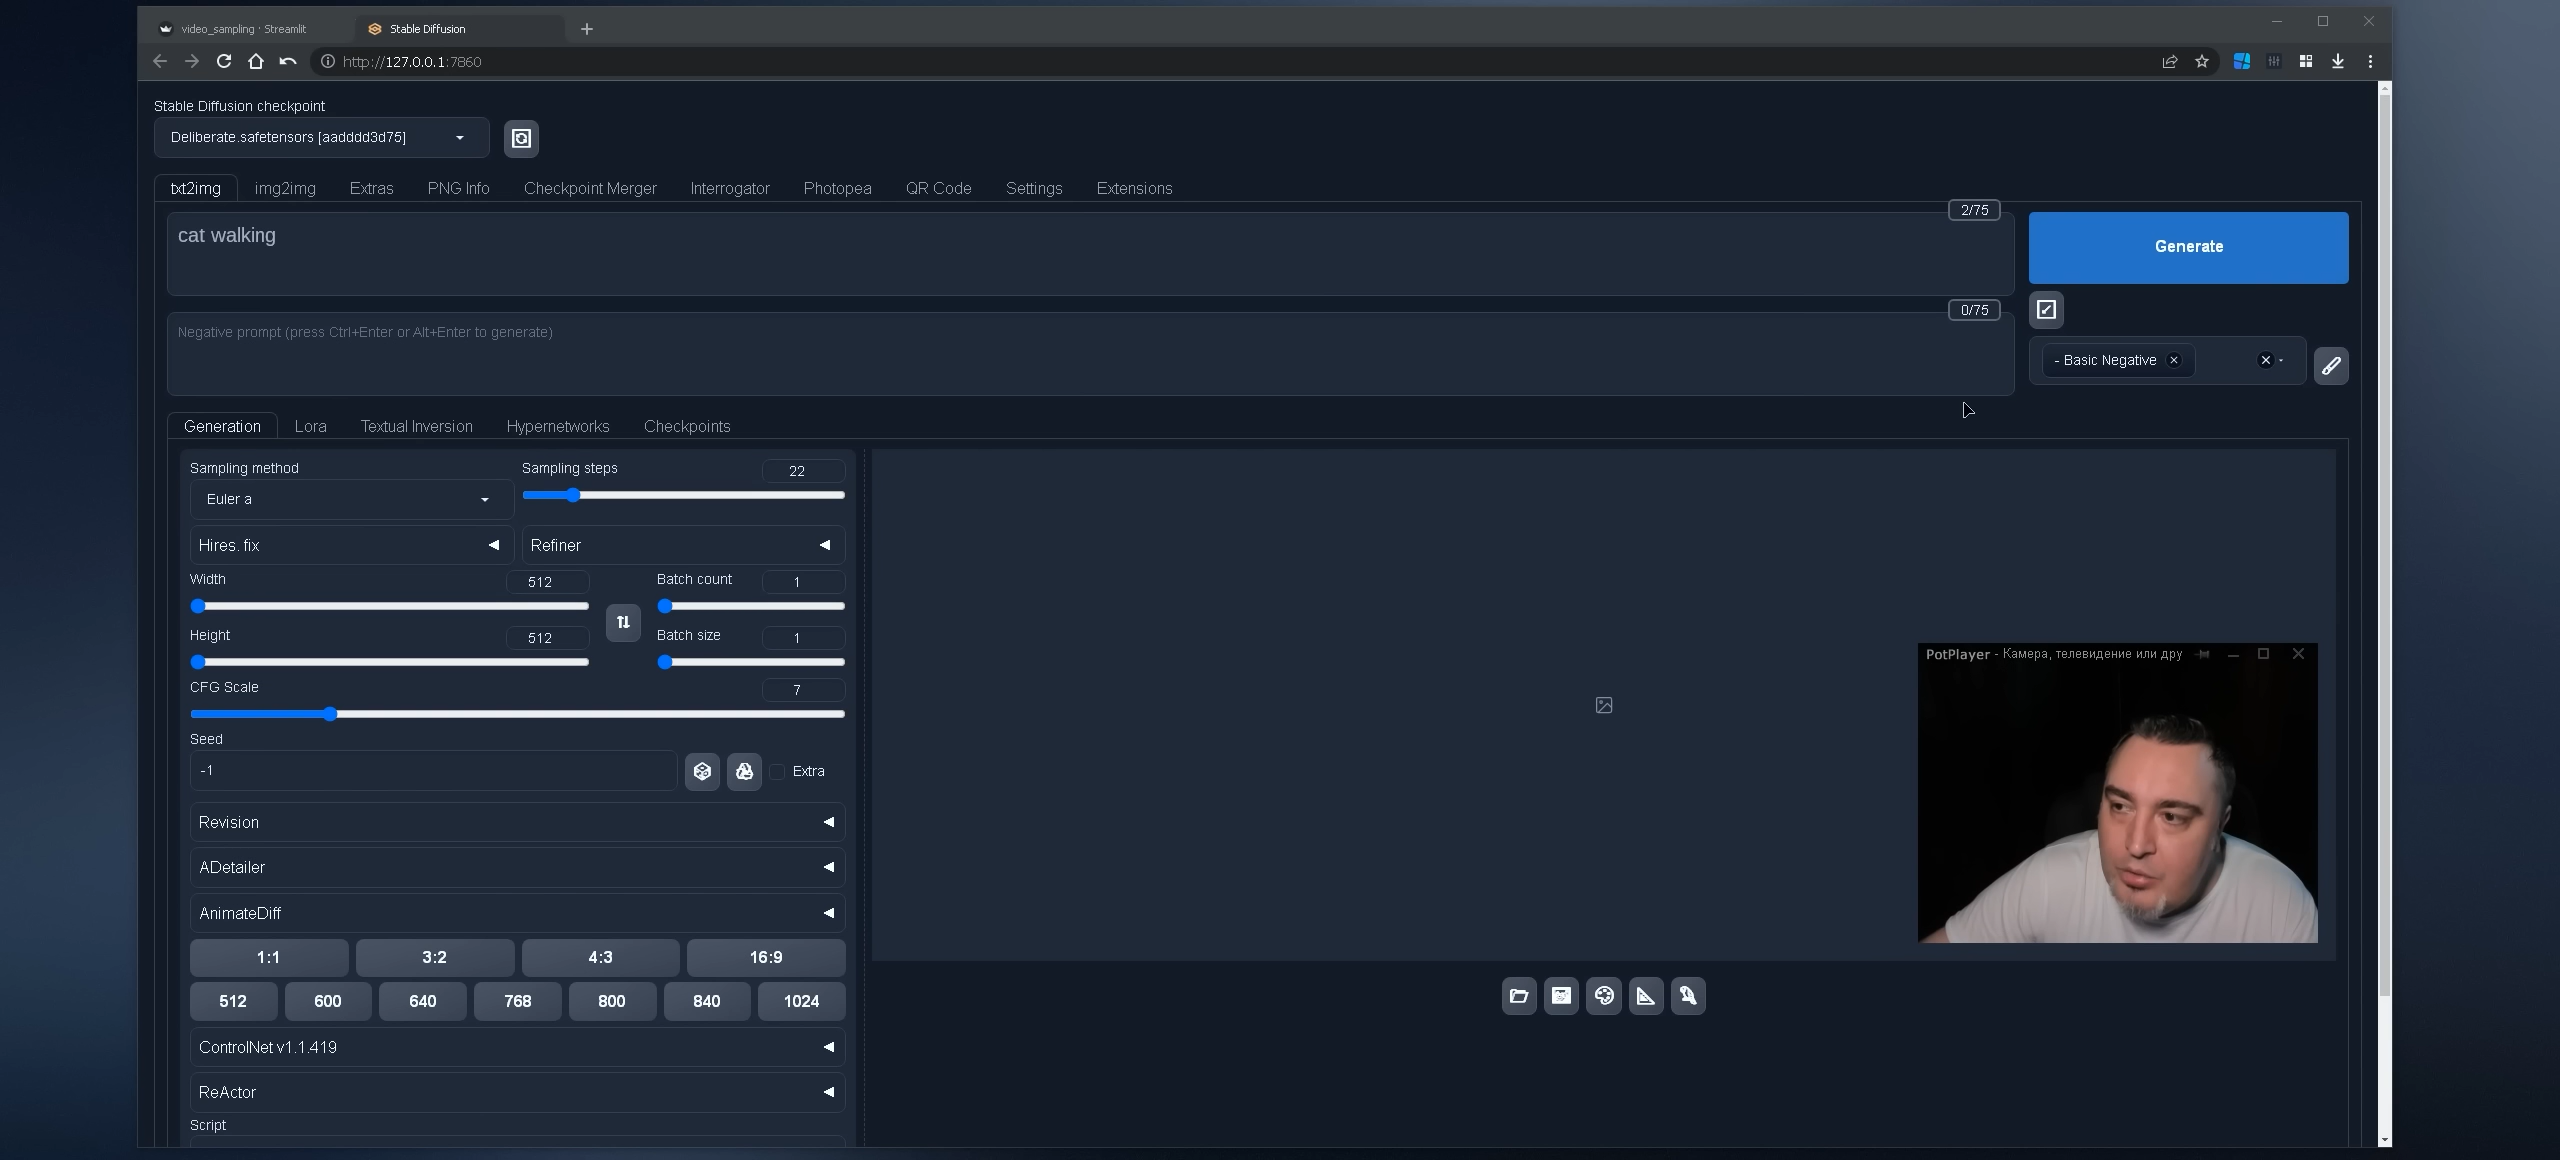 video_sampling · Streamlit
Stable Diffusion
http://127.0.0.1:7860
Stable Diffusion checkpoint
Deliberate.safetensors [aadddd3d75]
txt2img
img2img
Extras
PNG Info
Checkpoint Merger
Interrogator
Photopea
QR Code
Settings
Extensions
2/75
cat walking
Generate
0/75
Negative prompt (press Ctrl+Enter or Alt+Enter to generate)
- Basic Negative
Generation
Lora
Textual Inversion
Hypernetworks
Checkpoints
Sampling method
Sampling steps
22
Euler a
Hires. fix
Refiner
Width
512
Batch count
1
Height
512
Batch size
1
CFG Scale
7
Seed
-1
Extra
Revision
ADetailer
AnimateDiff
1:1
3:2
4:3
16:9
512
600
640
768
800
840
1024
ControlNet v1.1.419
ReActor
Script
PotPlayer - Камера, телевидение или дру